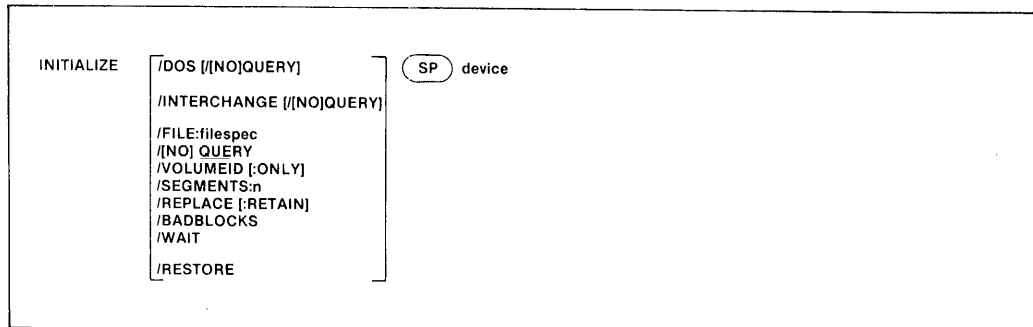 INITIALIZE /DOS [/[NO]QUERY] SP device
/INTERCHANGE [/[NO]QUERY]
/FILE:filespec
/[NO] QUERY
/VOLUMEID [:ONLY]
/SEGMENTS:n
/REPLACE [:RETAIN]
/BADBLOCKS
/WAIT
/RESTORE